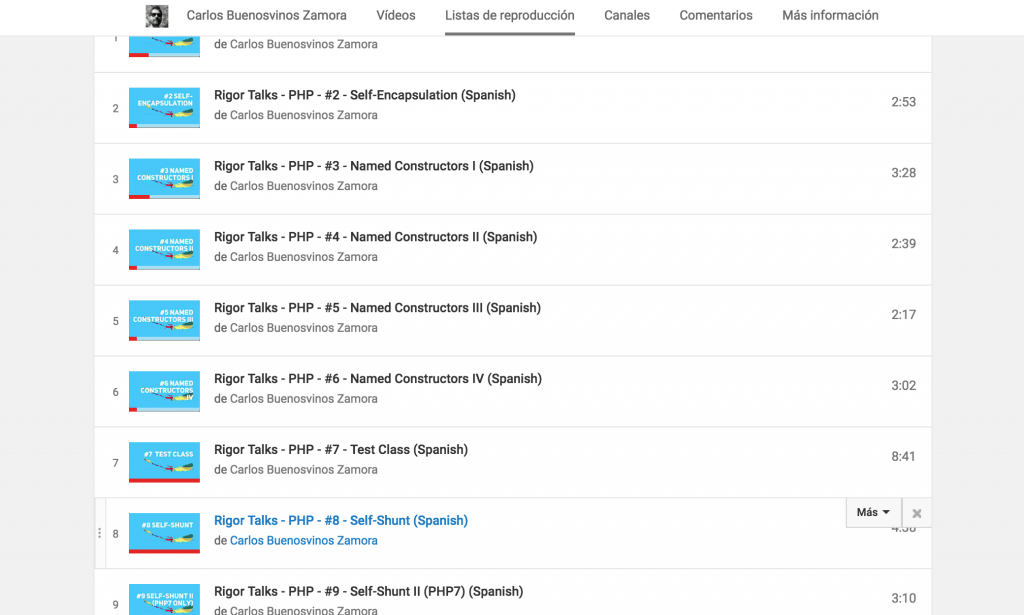 Carlos Buenosvinos Zamora Vídeos Listas de reproducción Canales Comentarios Más información
1
de Carlos Buenosvinos Zamora
2
#2 SELF-
ENCAPSULATION
Rigor Talks - PHP - #2 - Self-Encapsulation (Spanish)
2:53
de Carlos Buenosvinos Zamora
3
#3 NAMED
CONSTRUCTORS I
Rigor Talks - PHP - #3 - Named Constructors I (Spanish)
3:28
de Carlos Buenosvinos Zamora
4
#4 NAMED
CONSTRUCTORS II
Rigor Talks - PHP - #4 - Named Constructors II (Spanish)
2:39
de Carlos Buenosvinos Zamora
5
#5 NAMED
CONSTRUCTORS III
Rigor Talks - PHP - #5 - Named Constructors III (Spanish)
2:17
de Carlos Buenosvinos Zamora
6
#6 NAMED
CONSTRUCTORS
IV
Rigor Talks - PHP - #6 - Named Constructors IV (Spanish)
3:02
de Carlos Buenosvinos Zamora
7
#7 TEST CLASS
Rigor Talks - PHP - #7 - Test Class (Spanish)
8:41
de Carlos Buenosvinos Zamora
8
#8 SELF-SHUNT
Rigor Talks - PHP - #8 - Self-Shunt (Spanish)
Más
de Carlos Buenosvinos Zamora
9
#9 SELF-SHUNT II
(PHP7 ONLY)
Rigor Talks - PHP - #9 - Self-Shunt II (PHP7) (Spanish)
3:10
de Carlos Buenosvinos Zamora